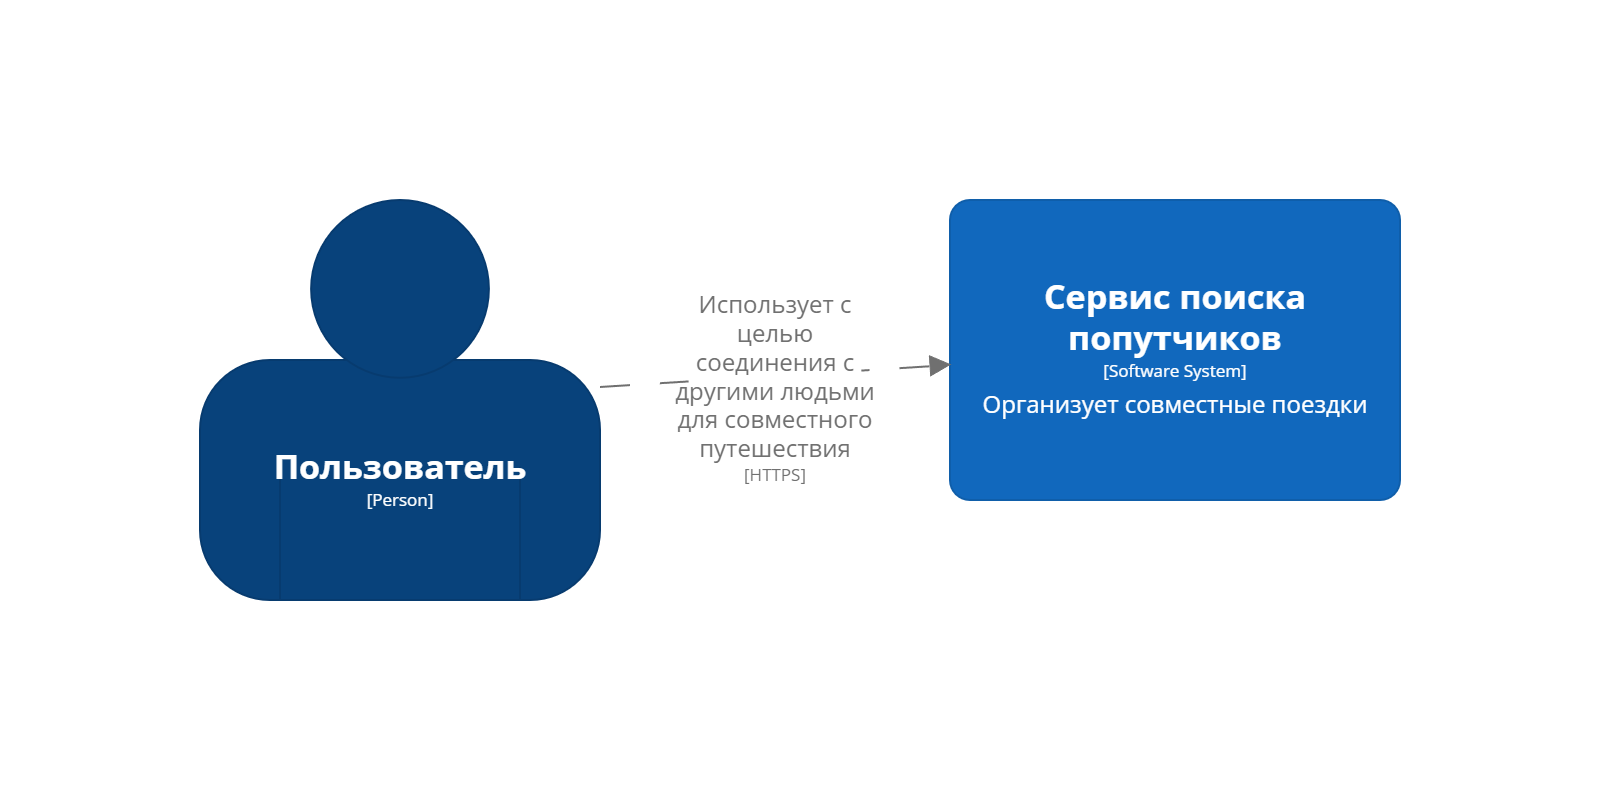 Пользователь
[Person]
Использует с
целью
соединения с
другими людьми
для совместного
путешествия
[HTTPS]
Сервис поиска
попутчиков
[Software System]
Организует совместные поездки